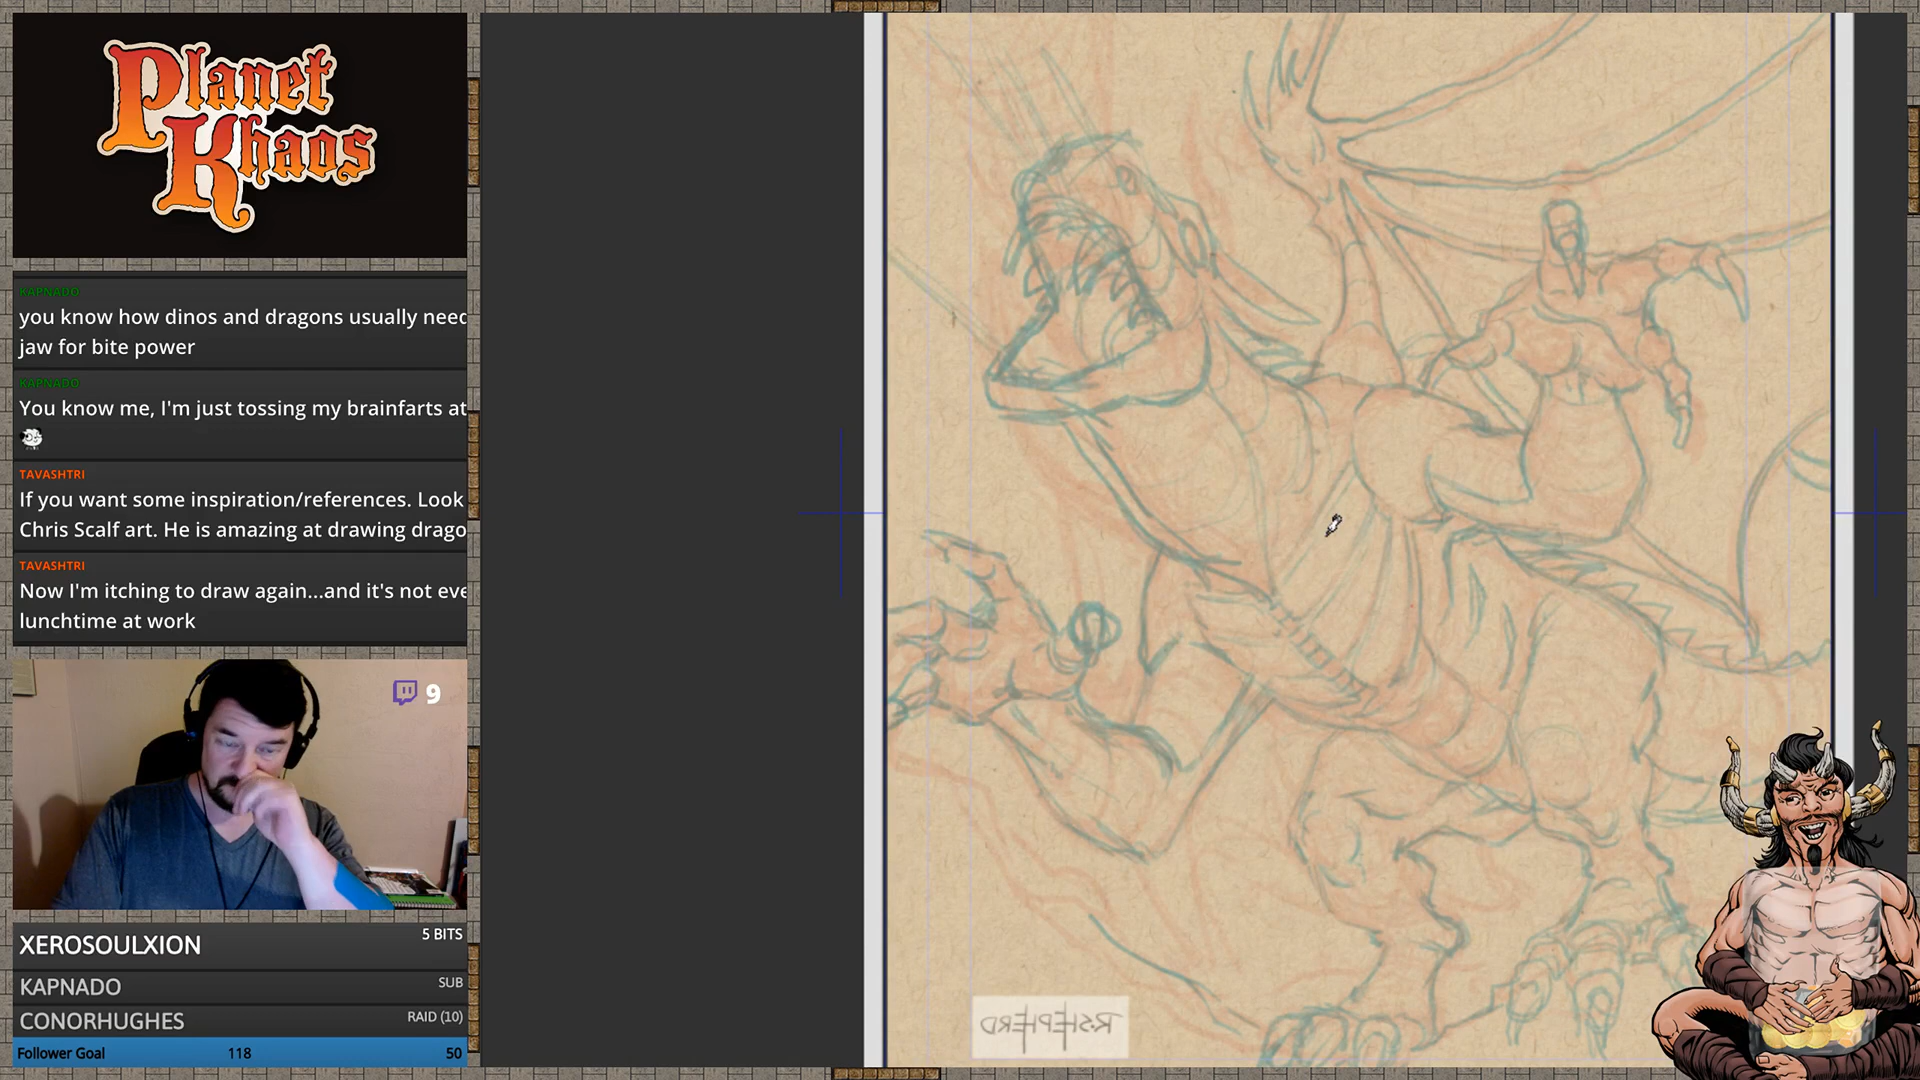 Planet
Khaos
KAPNADO
you know how dinos and dragons usually need
jaw for bite power
KAPNADO
You know me, I'm just tossing my brainfarts at
TAVASHTRI
If you want some inspiration/references. Look
Chris Scalf art. He is amazing at drawing drago
TAVASHTRI
Now I'm itching to draw again...and it's not eve
lunchtime at work
9
XEROSOULXION
5 BITS
KAPNADO
SUB
CONORHUGHES
RAID (10)
Follower Goal
118
50
R.SHEPHERD